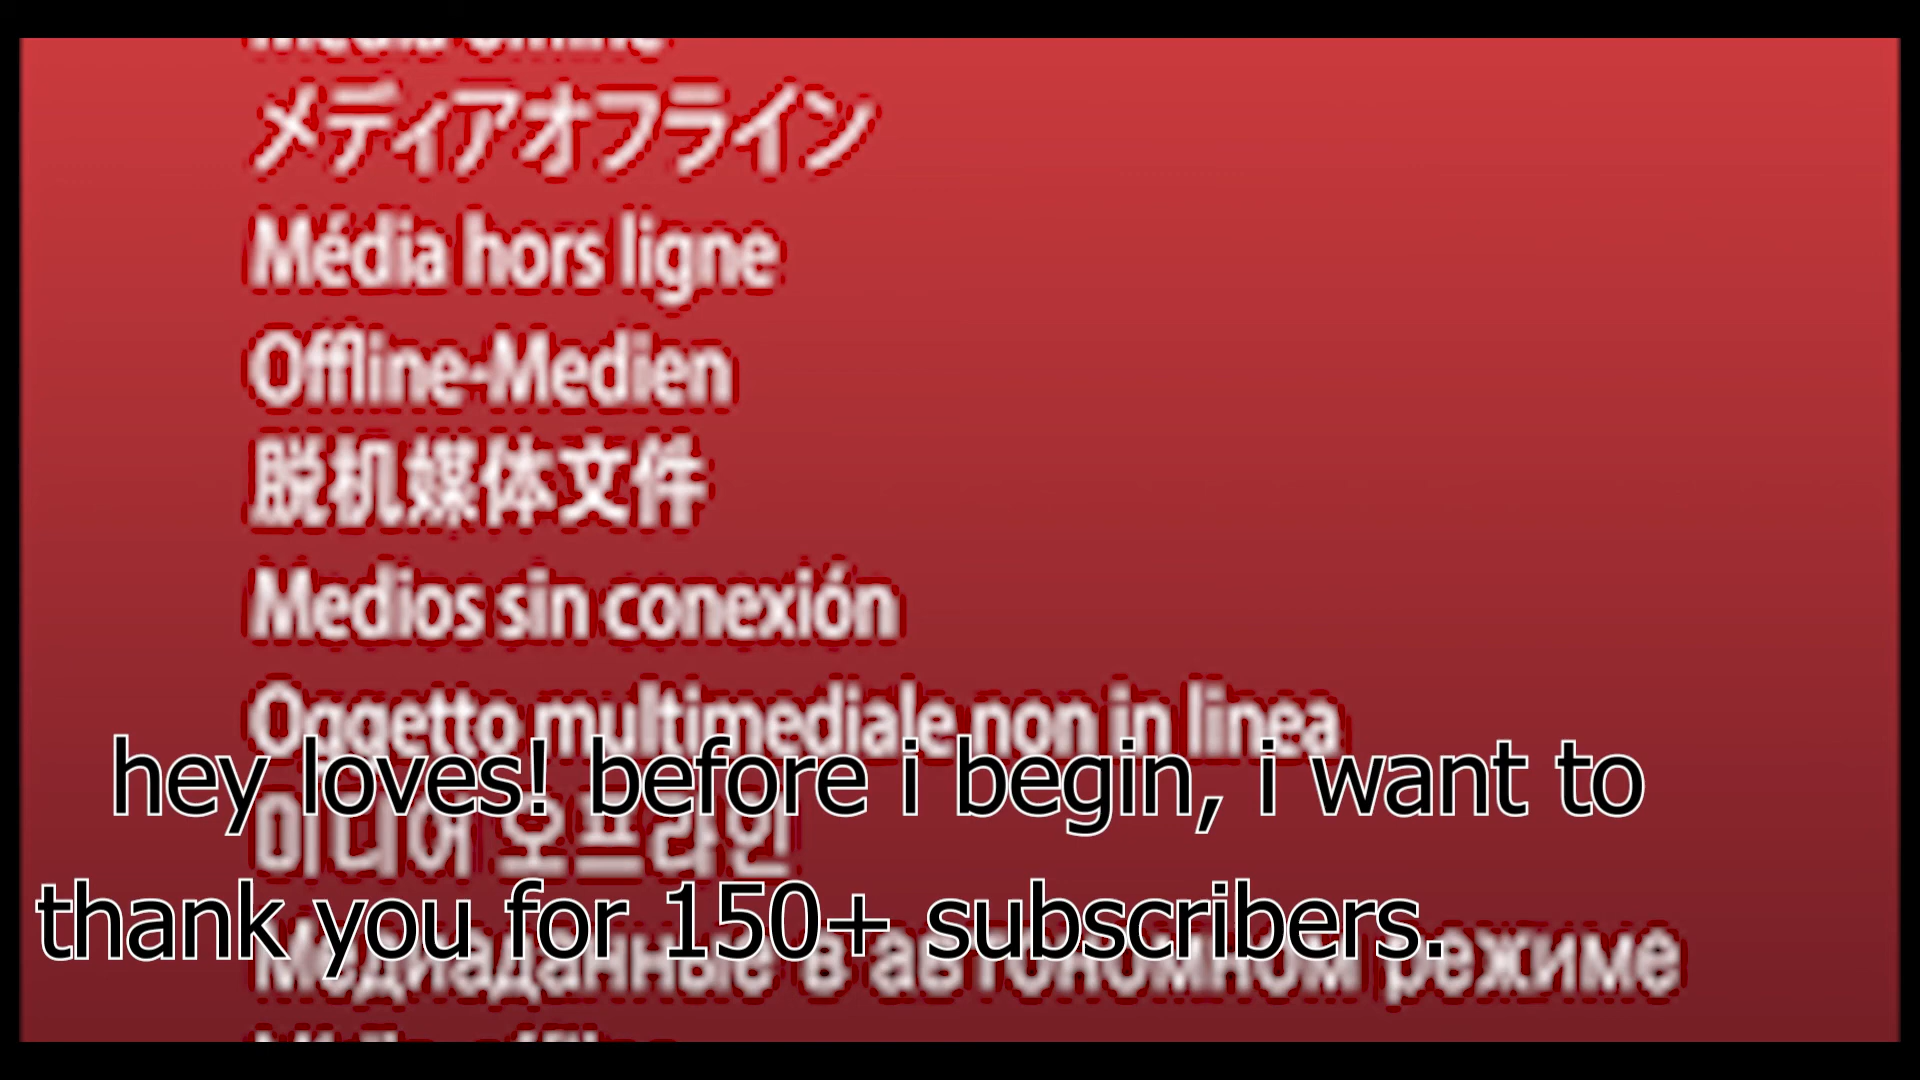 Media offline
メディアオフライン
Média hors ligne
Offline-Medien
脱机媒体文件
Medios sin conexión
Oggetto multimediale non in linea
hey loves! before i begin, i want to
미디어 오프라인
thank you for 150+ subscribers.
Медиаданные в автономном режиме